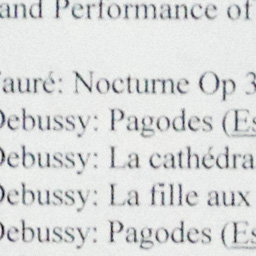 and Performance of
auré: Nocturne Op 3
Debussy: Pagodes (Es
Debussy: La cathédra
Debussy: La fille aux
Debussy: Pagodes (Es